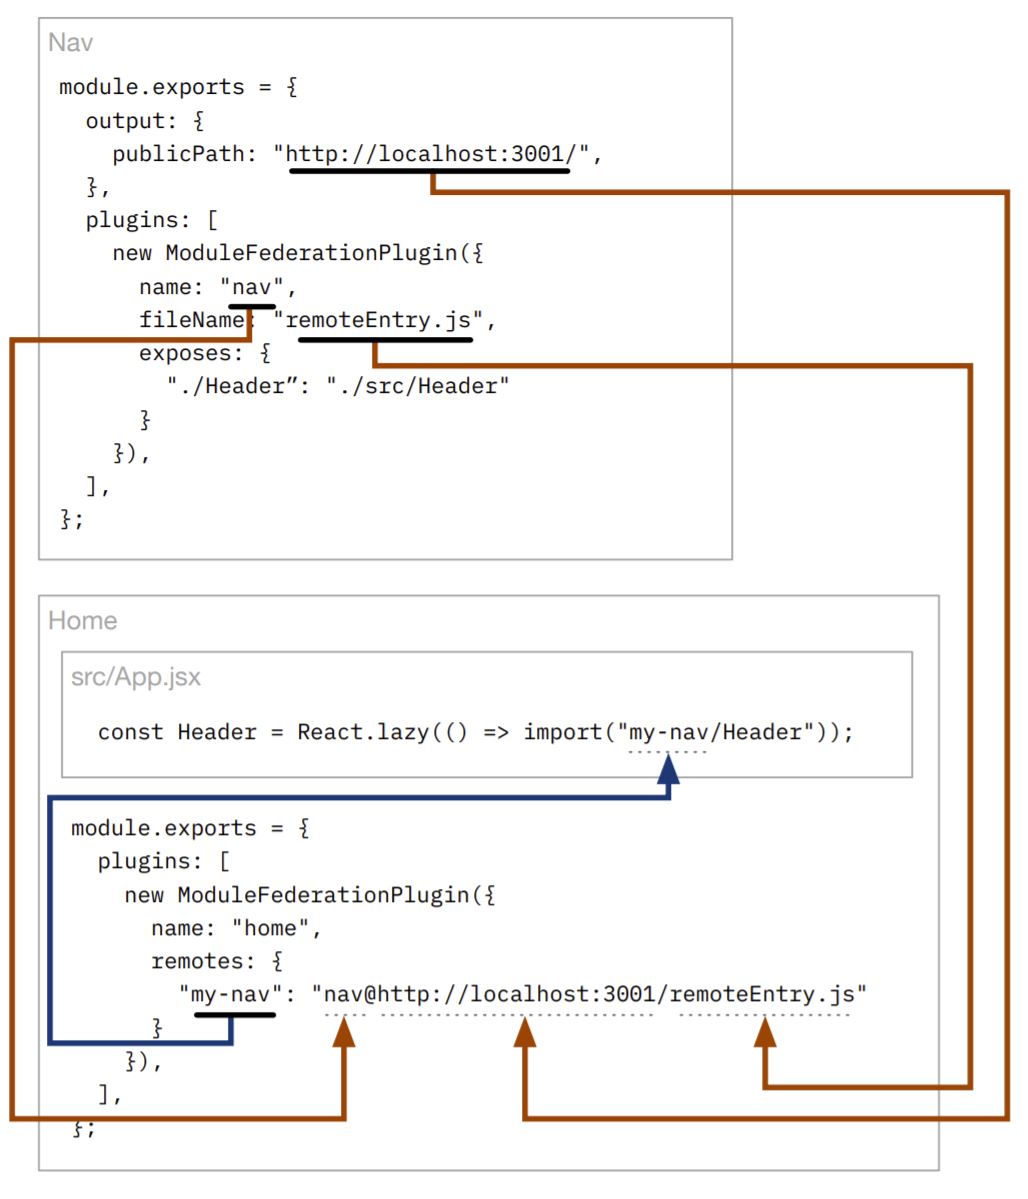 Nav
module.exports = {
  output: {
    publicPath: "http://localhost:3001/",
  },
  plugins: [
    new ModuleFederationPlugin({
      name: "nav",
      fileName: "remoteEntry.js",
      exposes: {
        "./Header”: "./src/Header"
      }
    }),
  ],
};
Home
src/App.jsx
const Header = React.lazy(() => import("my-nav/Header"));
module.exports = {
  plugins: [
    new ModuleFederationPlugin({
      name: "home",
      remotes: {
        "my-nav": "nav@http://localhost:3001/remoteEntry.js"
      }
    }),
  ],
};